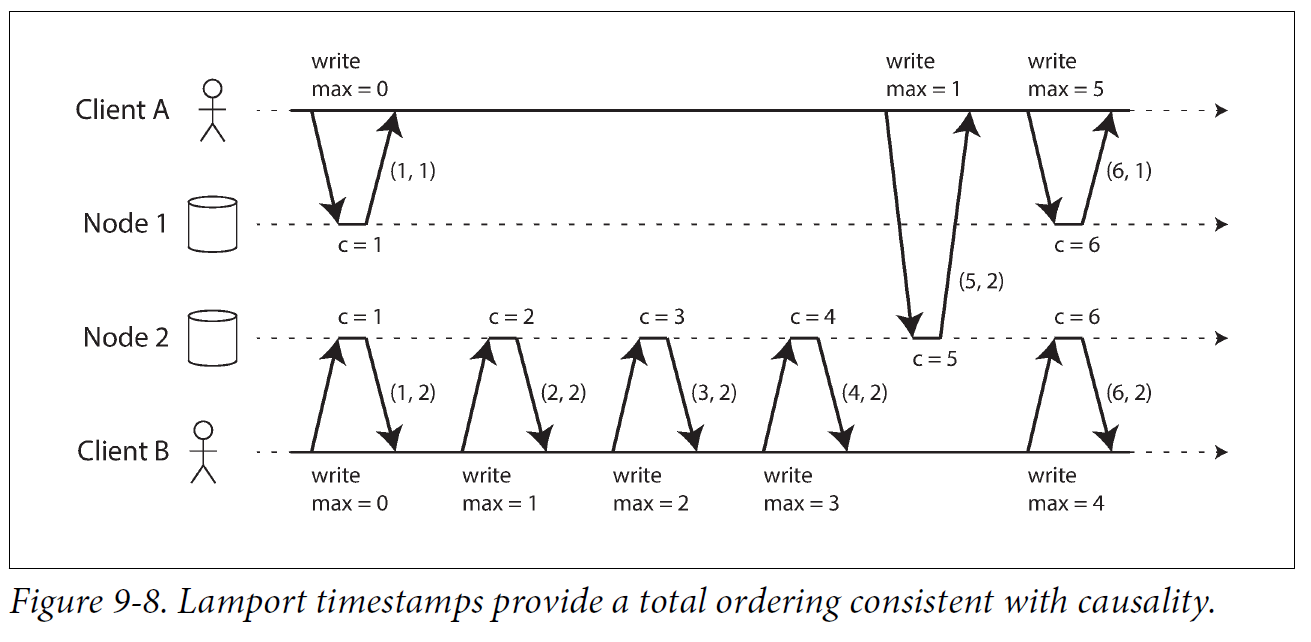 write
max = 0
write
max = 1
write
max = 5
Client A
(1, 1)
(6, 1)
Node 1
c = 1
c = 6
(5, 2)
c = 1
c = 2
c = 3
c = 4
c = 6
Node 2
c = 5
(1, 2)
(2, 2)
(3, 2)
(4, 2)
(6, 2)
Client B
write
max = 0
write
max = 1
write
max = 2
write
max = 3
write
max = 4
Figure 9-8. Lamport timestamps provide a total ordering consistent with causality.